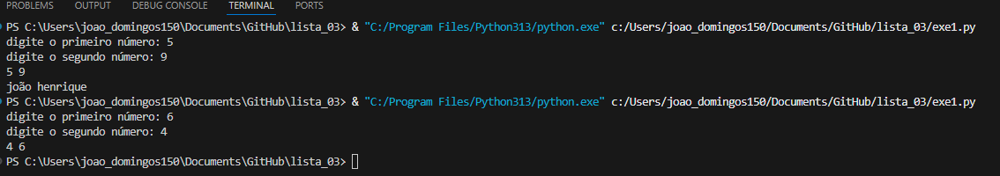 PROBLEMS OUTPUT DEBUG CONSOLE TERMINAL PORTS
PS C:\Users\joao_domingos150\Documents\GitHub\lista_03> & "C:/Program Files/Python313/python.exe" c:/Users/joao_domingos150/Documents/GitHub/lista_03/exe1.py
digite o primeiro número: 5
digite o segundo número: 9
5 9
joão henrique
PS C:\Users\joao_domingos150\Documents\GitHub\lista_03> & "C:/Program Files/Python313/python.exe" c:/Users/joao_domingos150/Documents/GitHub/lista_03/exe1.py
digite o primeiro número: 6
digite o segundo número: 4
4 6
PS C:\Users\joao_domingos150\Documents\GitHub\lista_03>